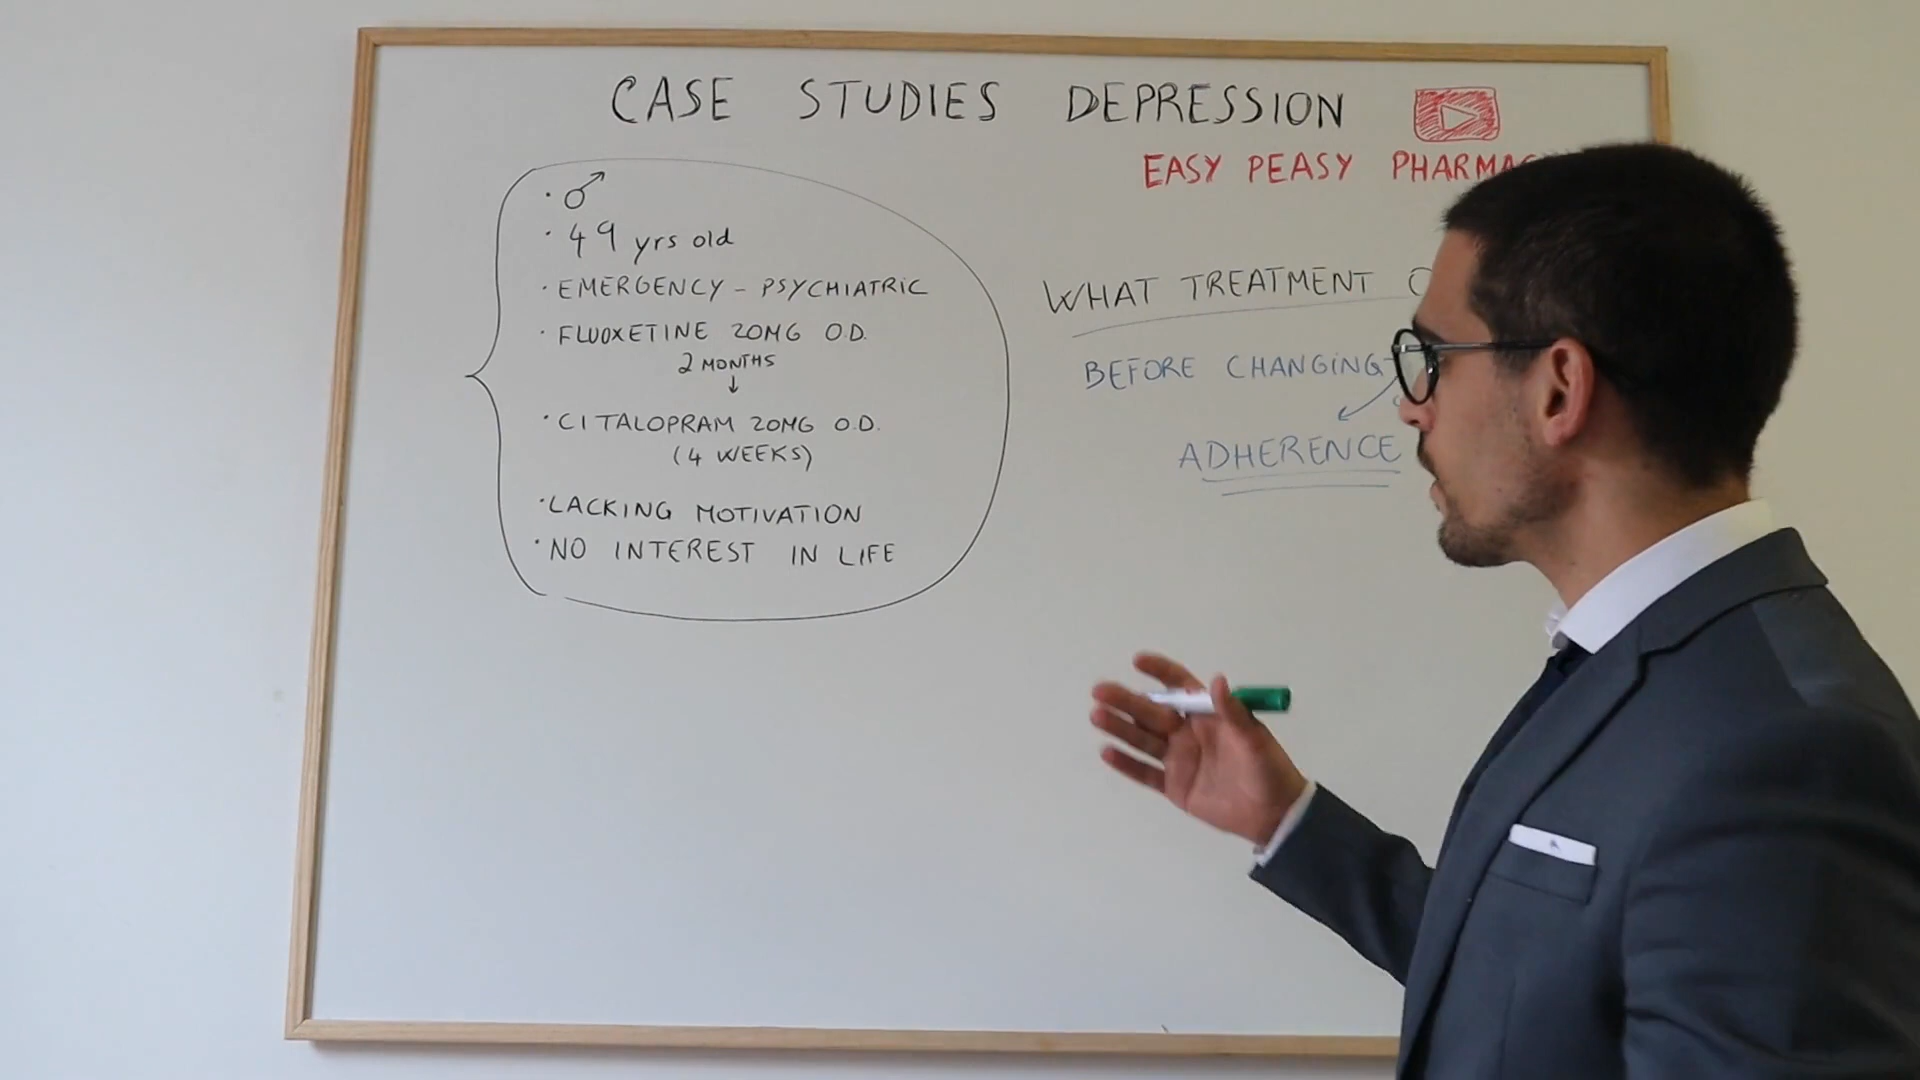 CASE STUDIES DEPRESSION
EASY PEASY
♂
49 yrs old
EMERGENCY - PSYCHIATRIC
FLUOXETINE 20MG O.D.
2 MONTHS
↓
CITALOPRAM 20MG O.D.
(4 WEEKS)
LACKING MOTIVATION
NO INTEREST IN LIFE
WHAT TREATMENT
BEFORE CHANGING
ADHERENCE